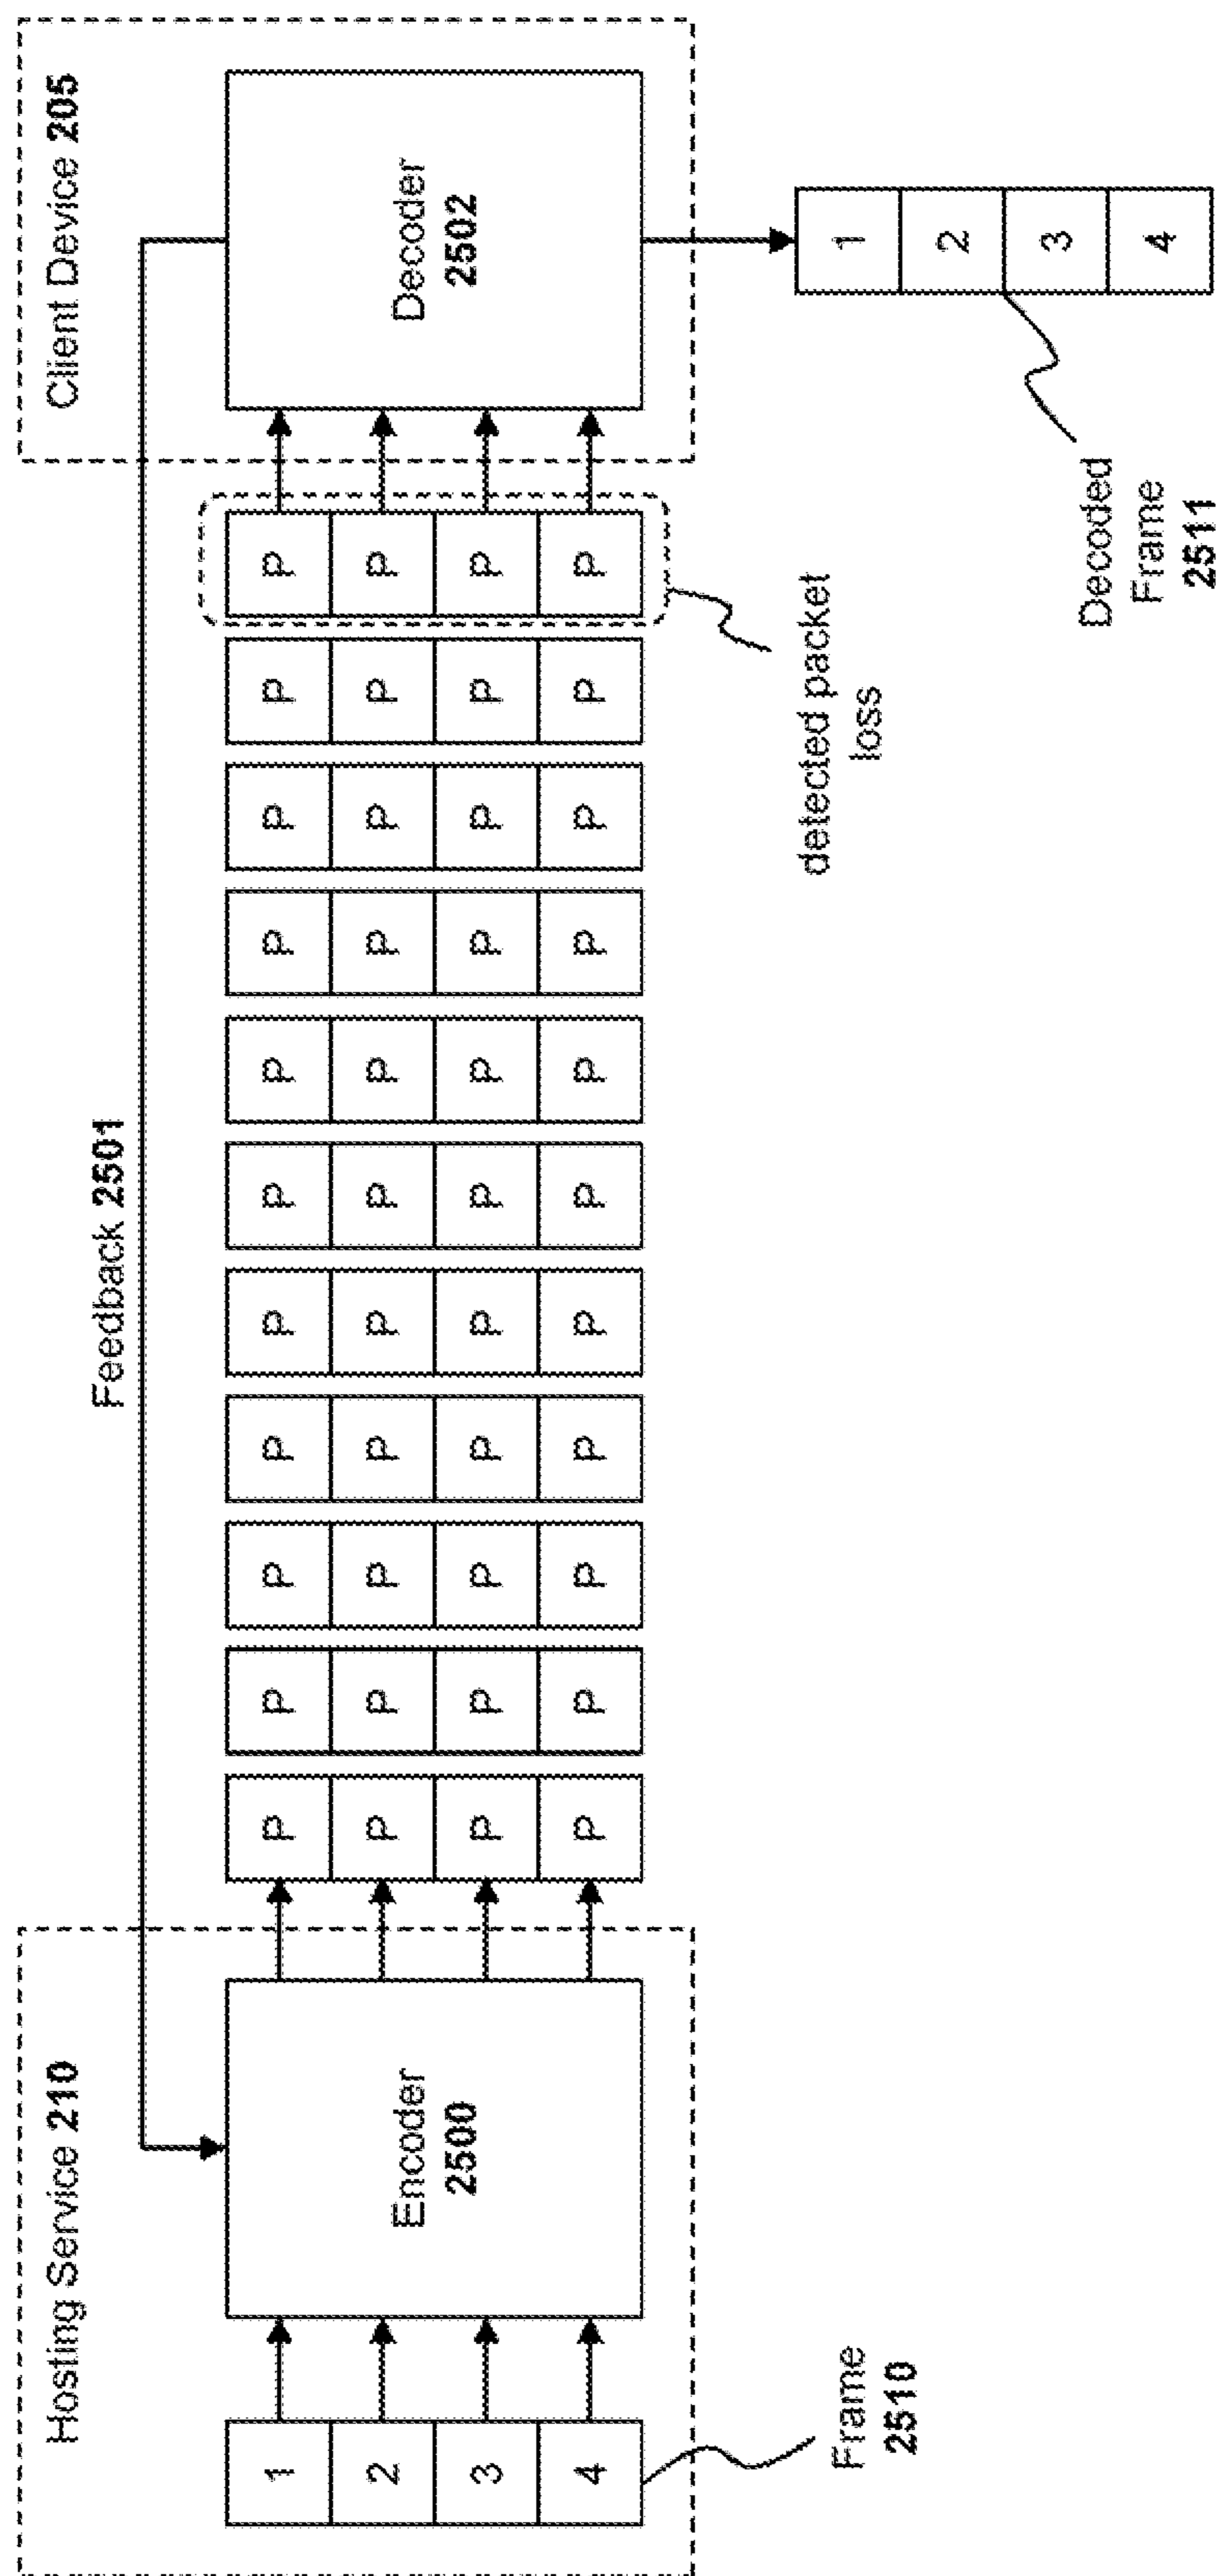 Hosting Service 210
Feedback 2501
Client Device 205
1 P P P P P P P P P P P
2 P P P P P P P P P P P
3 P P P P P P P P P P P
4 P P P P P P P P P P P
Encoder
2500
Decoder
2502
Frame
2510
detected packet
loss
Decoded
Frame
2511
1
2
3
4